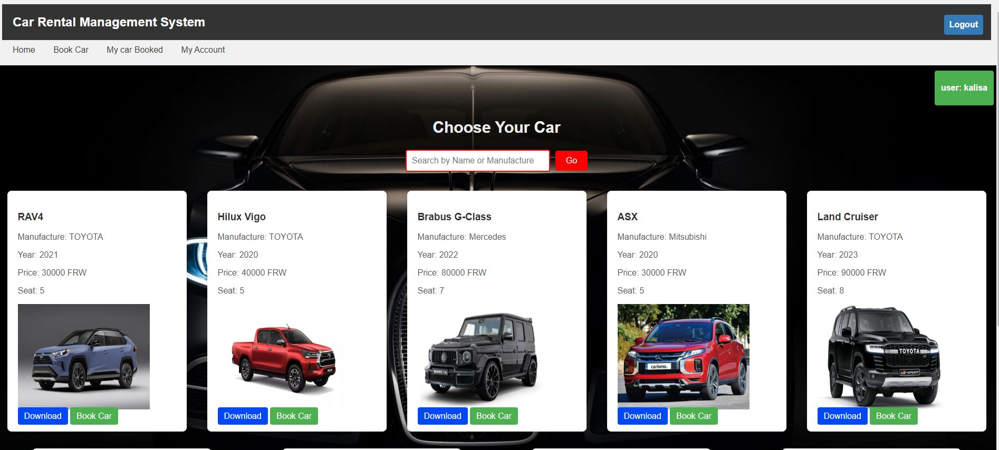 Car Rental Management System
Logout
Home
Book Car
My car Booked
My Account
user: kalisa
Choose Your Car
Search by Name or Manufacture
Go
RAV4
Manufacture: TOYOTA
Year: 2021
Price: 30000 FRW
Seat: 5
Download
Book Car
Hilux Vigo
Manufacture: TOYOTA
Year: 2020
Price: 40000 FRW
Seat: 5
Download
Book Car
Brabus G-Class
Manufacture: Mercedes
Year: 2022
Price: 80000 FRW
Seat: 7
BRABUS
Download
Book Car
ASX
Manufacture: Mitsubishi
Year: 2020
Price: 30000 FRW
Seat: 5
carismo.
Download
Book Car
Land Cruiser
Manufacture: TOYOTA
Year: 2023
Price: 90000 FRW
Seat: 8
TOYOTA
GR-SPORT
Download
Book Car